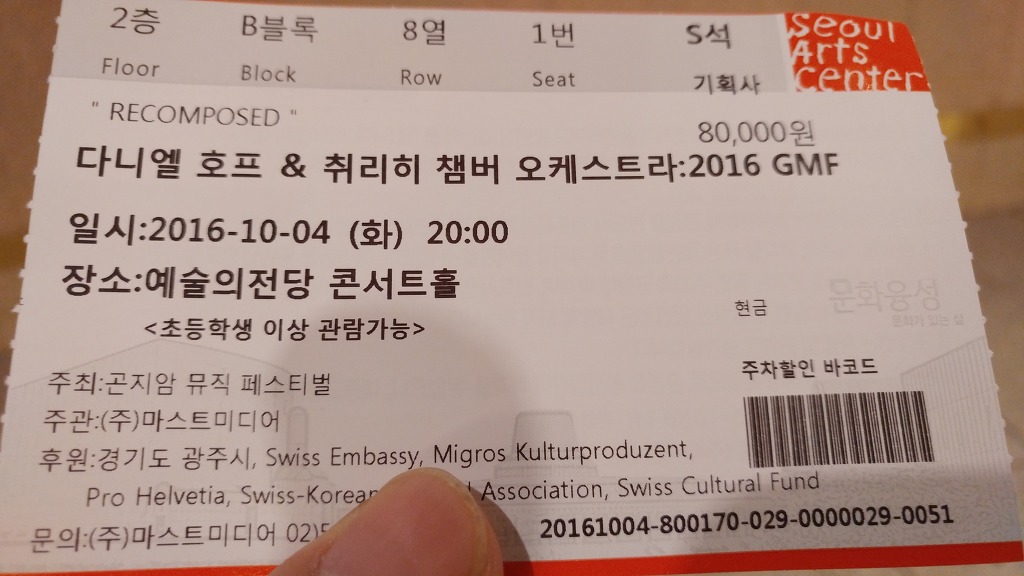 2층 B블록 8열 1번 S석
Floor Block Row Seat 기획사
Seoul
Arts
Center
" RECOMPOSED "
80,000원
다니엘 호프 & 취리히 챔버 오케스트라:2016 GMF
일시:2016-10-04 (화) 20:00
장소:예술의전당 콘서트홀
<초등학생 이상 관람가능>
현금
문화융성
문화가 있는 삶
주차할인 바코드
주최:곤지암 뮤직 페스티벌
주관:(주)마스트미디어
후원:경기도 광주시, Swiss Embassy, Migros Kulturproduzent,
Pro Helvetia, Swiss-Korean Association, Swiss Cultural Fund
문의:(주)마스트미디어 02)
20161004-800170-029-0000029-0051